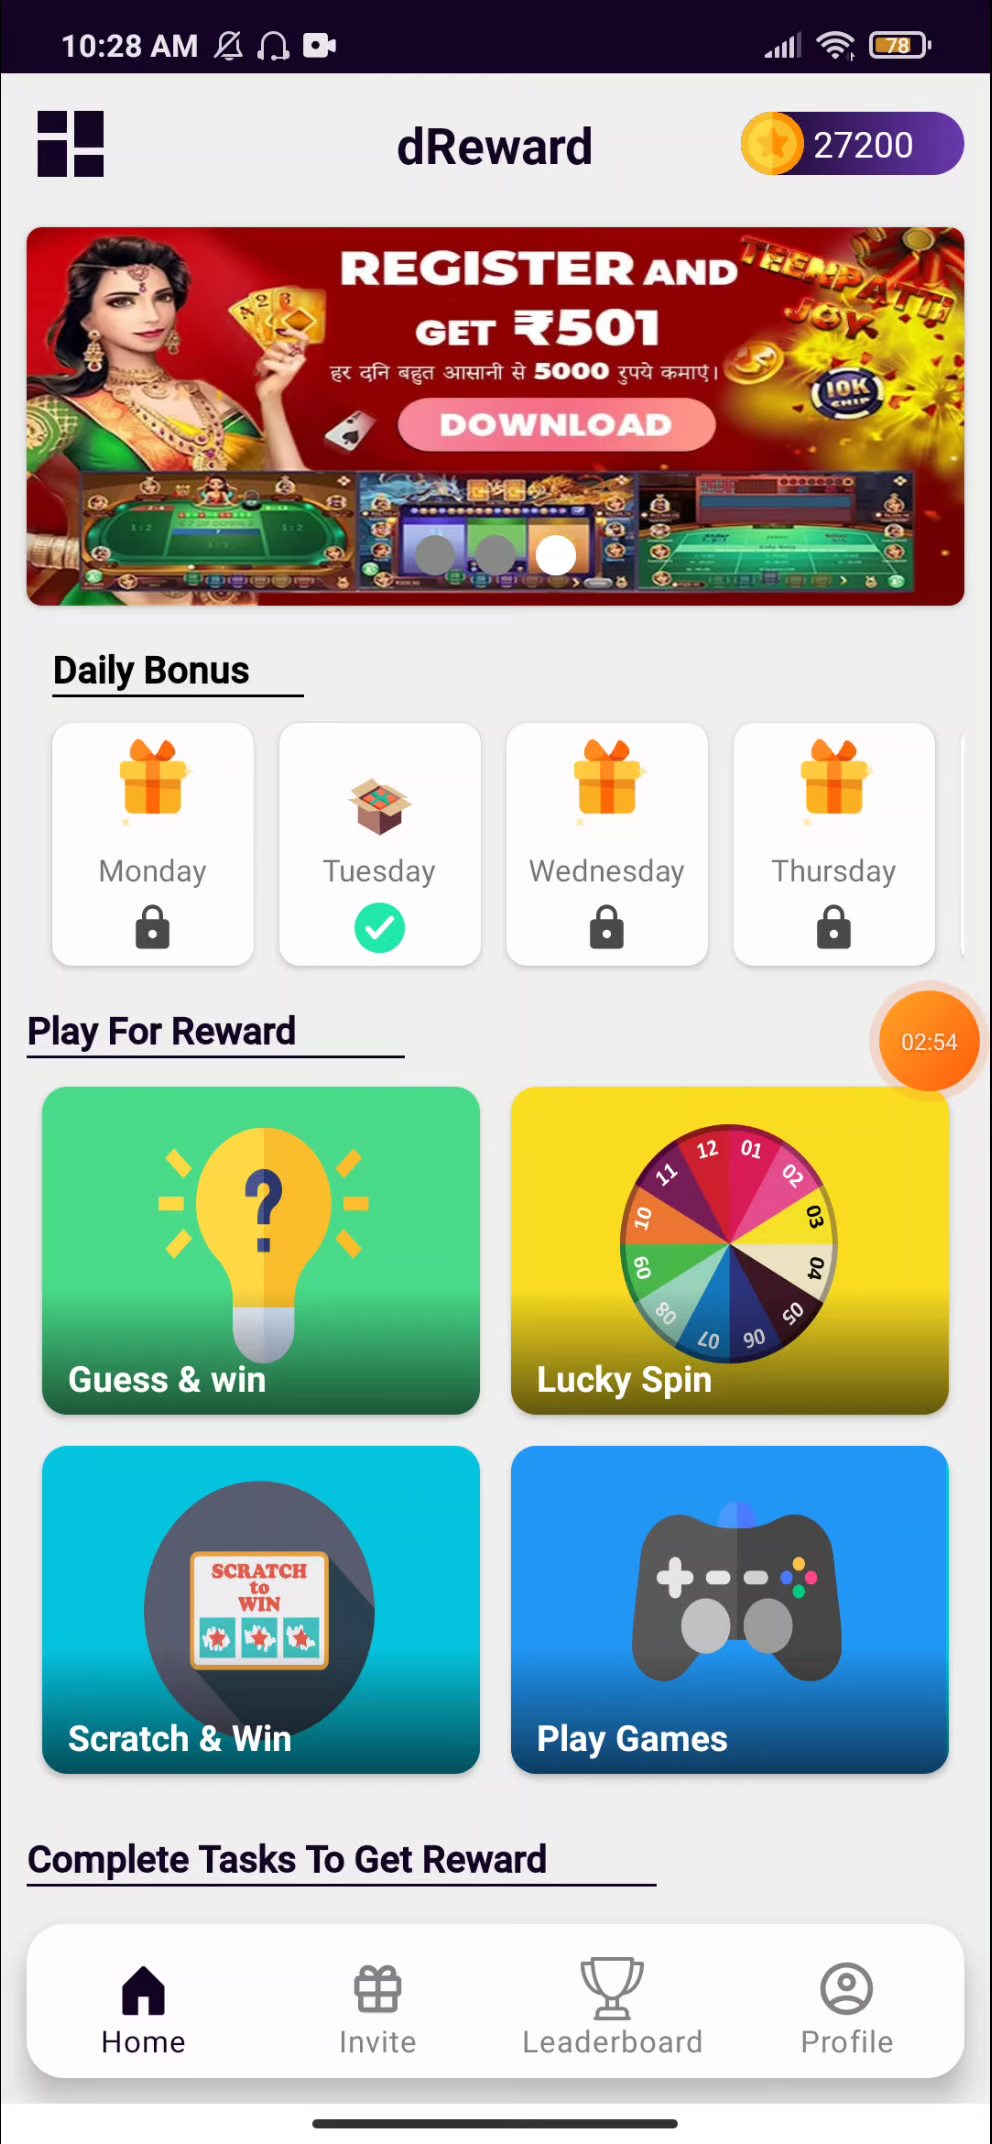 10:28 AM
78
dReward
27200
REGISTER AND
GET ₹501
हर दनि बहुत आसानी से 5000 रुपये कमाएं।
DOWNLOAD
TEENPATTI
JOY
10K
CHIP
Daily Bonus
Monday
Tuesday
Wednesday
Thursday
Play For Reward
02:54
Guess & win
12 01 02 03 04 05 06 07 08 09 10 11
Lucky Spin
SCRATCH
to
WIN
Scratch & Win
Play Games
Complete Tasks To Get Reward
Home
Invite
Leaderboard
Profile